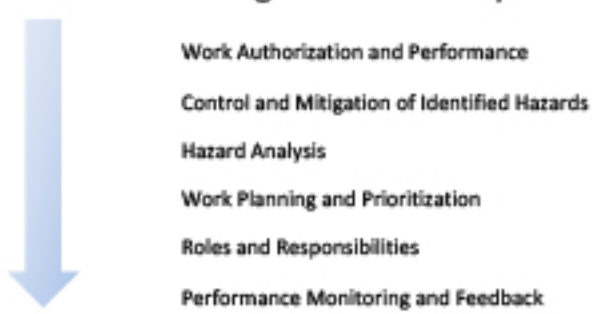 Work Authorization and Performance
Control and Mitigation of Identified Hazards
Hazard Analysis
Work Planning and Prioritization
Roles and Responsibilities
Performance Monitoring and Feedback